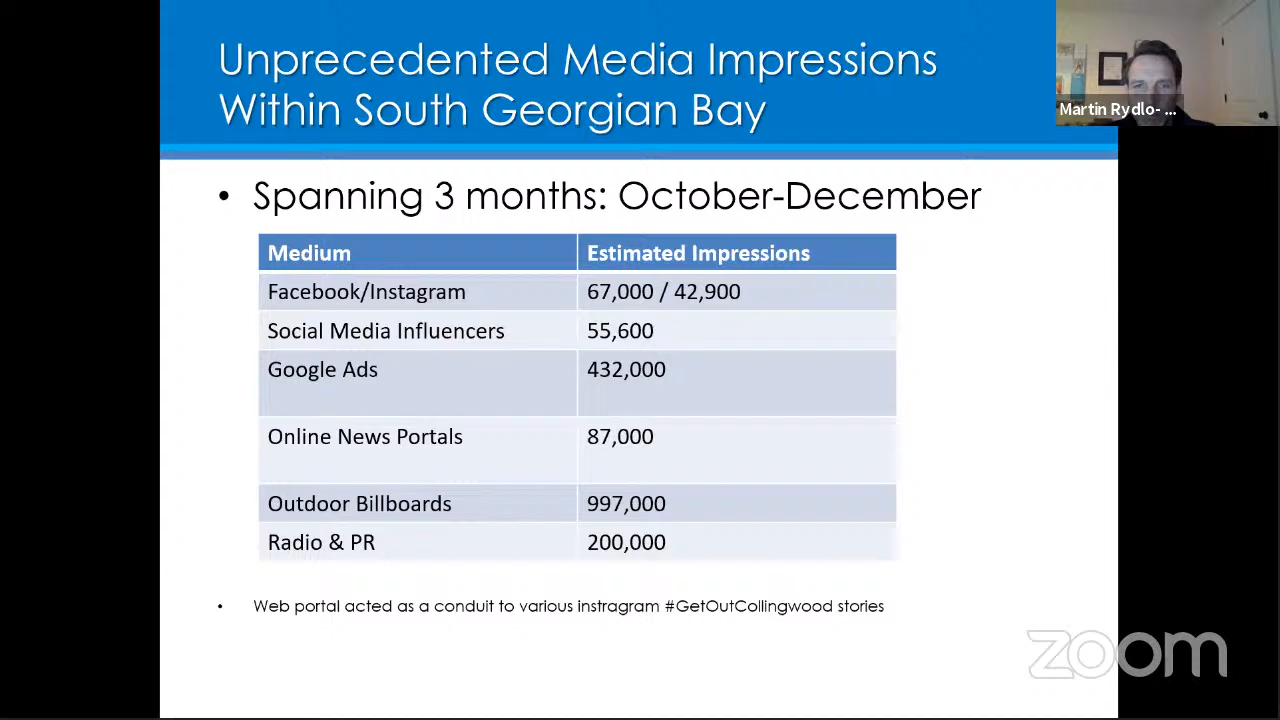 Unprecedented Media Impressions
Within South Georgian Bay
Martin Rydlo- ...
• Spanning 3 months: October-December
Medium Estimated Impressions
Facebook/Instagram 67,000 / 42,900
Social Media Influencers 55,600
Google Ads 432,000
Online News Portals 87,000
Outdoor Billboards 997,000
Radio & PR 200,000
• Web portal acted as a conduit to various instragram #GetOutCollingwood stories
zoom